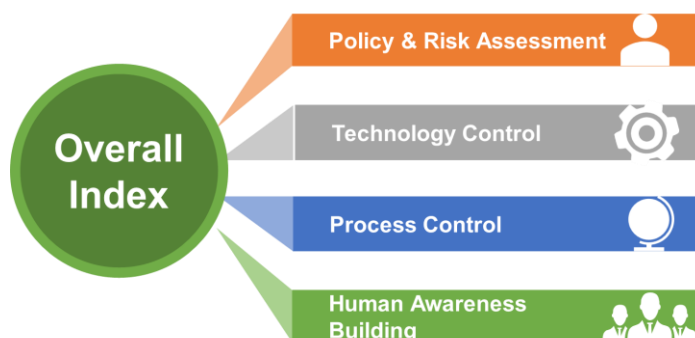 Overall
Index
Policy & Risk Assessment
Technology Control
Process Control
Human Awareness
Building